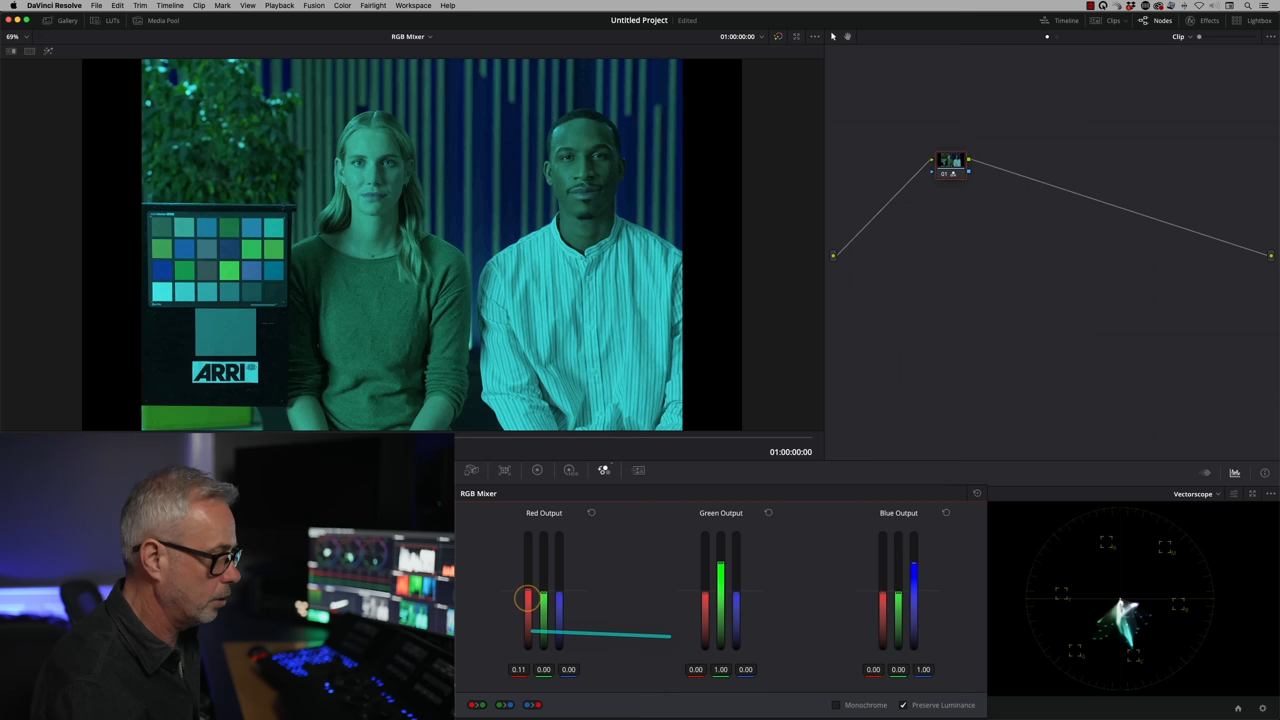 DaVinci Resolve File Edit Trim Timeline Clip Mark View Playback Fusion Color Fairlight Workspace Help
Gallery LUTs Media Pool Untitled Project Edited Timeline Clips Nodes Effects Lightbox
69% RGB Mixer 01:00:00:00 Clip
01
ARRI
01:00:00:00
RGB Mixer Vectorscope
Red Output Green Output Blue Output
0.11 0.00 0.00 0.00 1.00 0.00 0.00 0.00 1.00
Monochrome Preserve Luminance